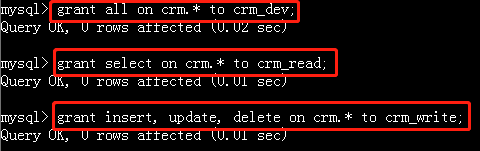 mysql> grant all on crm.* to crm_dev;
Query OK, 0 rows affected (0.02 sec)
mysql> grant select on crm.* to crm_read;
Query OK, 0 rows affected (0.01 sec)
mysql> grant insert, update, delete on crm.* to crm_write;
Query OK, 0 rows affected (0.01 sec)